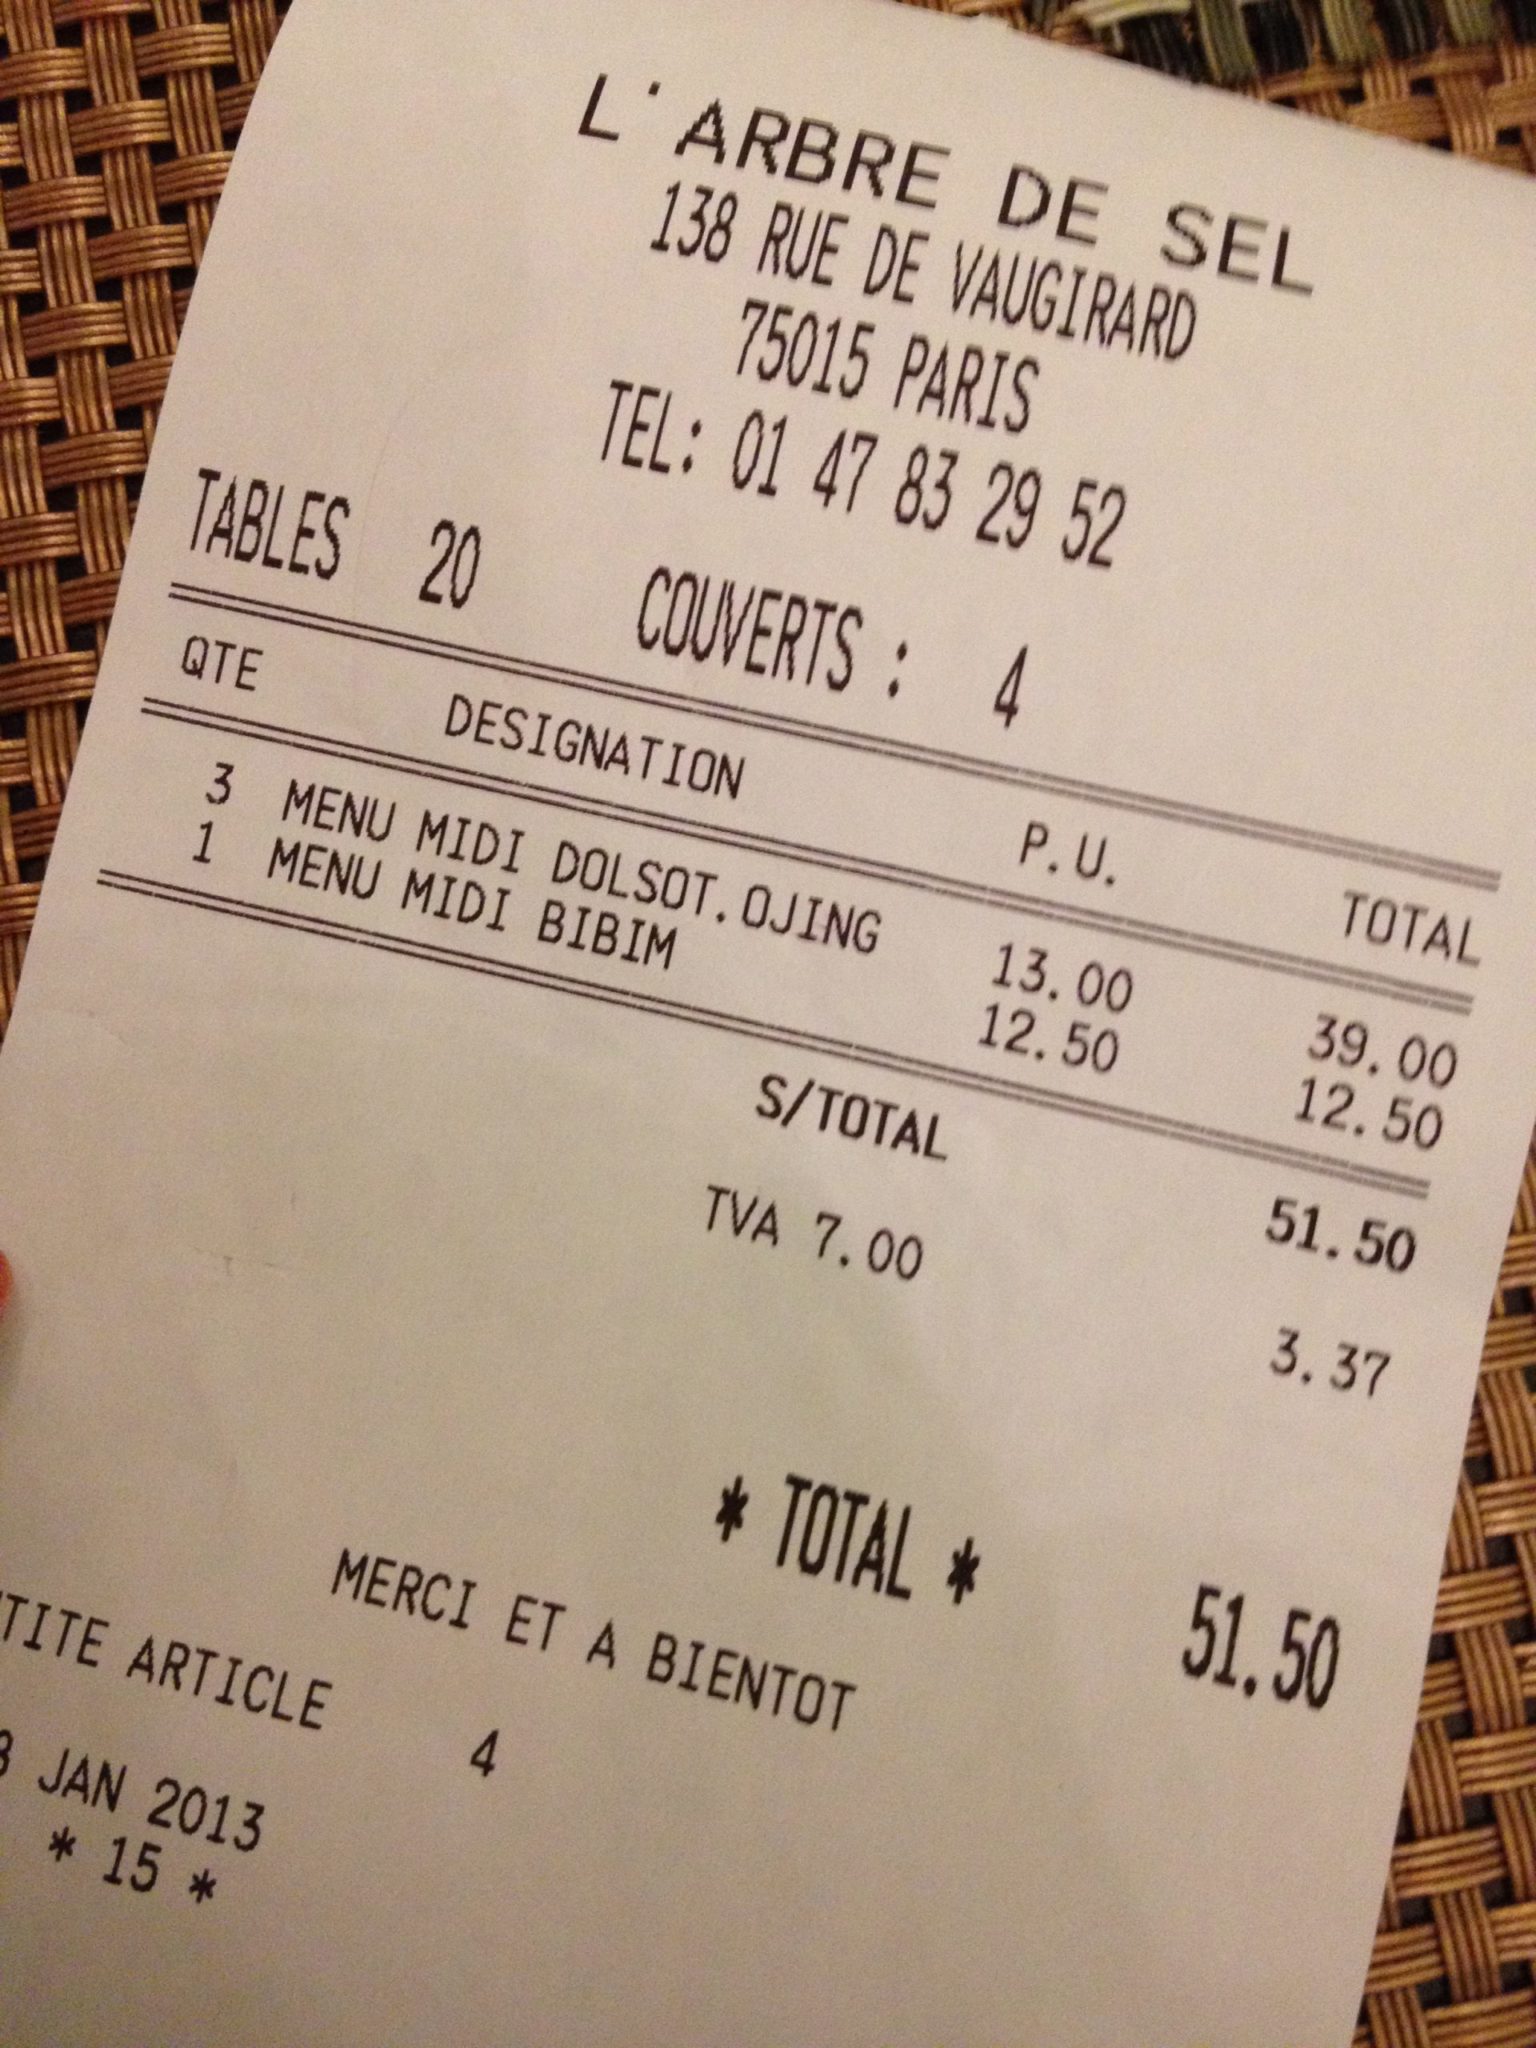 L'ARBRE DE SEL
138 RUE DE VAUGIRARD
75015 PARIS
TEL: 01 47 83 29 52
TABLES 20 COUVERTS : 4
QTE DESIGNATION P.U. TOTAL
3 MENU MIDI DOLSOT.OJING 13.00 39.00
1 MENU MIDI BIBIM 12.50 12.50
S/TOTAL 51.50
TVA 7.00 3.37
* TOTAL * 51.50
MERCI ET A BIENTOT
ARTICLE 4
JAN 2013
* 15 *